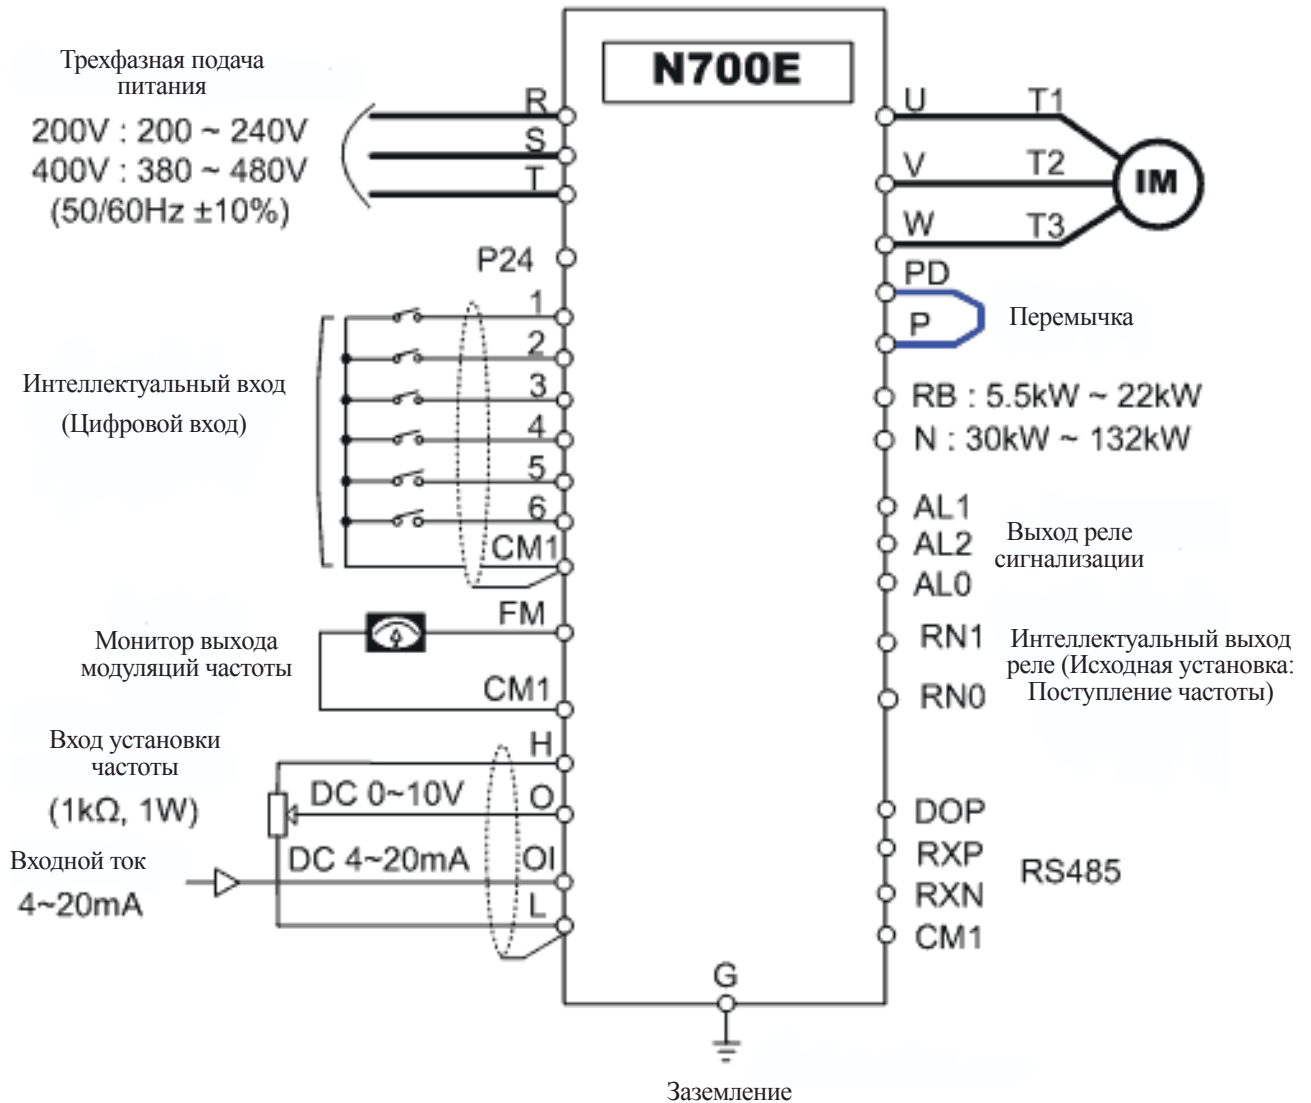 N700E
Трехфазная подача
питания
200V : 200 ~ 240V
400V : 380 ~ 480V
(50/60Hz ±10%)
R
S
T
P24
1
2
3
4
5
6
CM1
Интеллектуальный вход
(Цифровой вход)
FM
CM1
Монитор выхода
модуляций частоты
Вход установки
частоты
(1kΩ, 1W)
H
DC 0~10V O
Входной ток
4~20mA
DC 4~20mA OI
L
U T1
V T2
W T3
IM
PD
P
Перемычка
RB : 5.5kW ~ 22kW
N : 30kW ~ 132kW
AL1
AL2
AL0
Выход реле
сигнализации
RN1
RN0
Интеллектуальный выход
реле (Исходная установка:
Поступление частоты)
DOP
RXP
RXN
CM1
RS485
G
Заземление